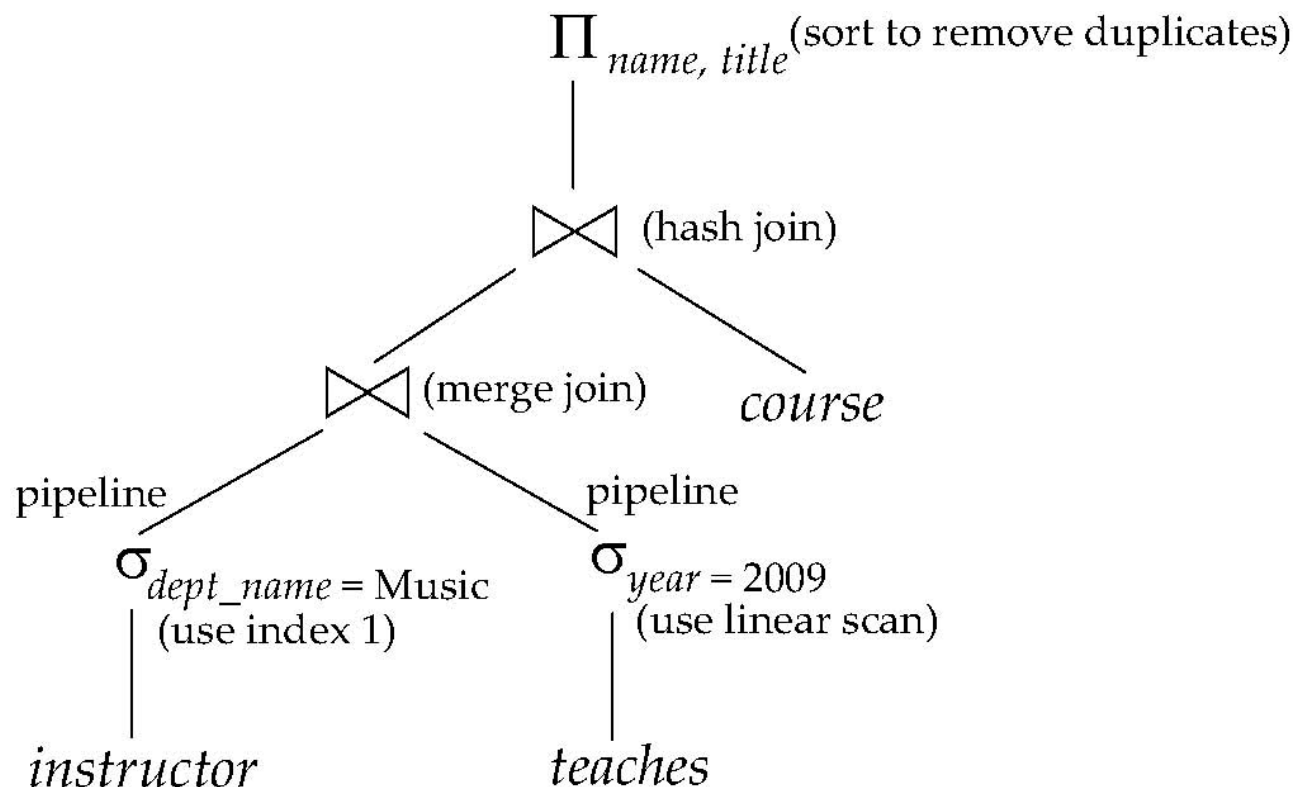 Π name, title (sort to remove duplicates)
⋈ (hash join)
⋈ (merge join)
course
pipeline
pipeline
σ dept_name = Music
(use index 1)
σ year = 2009
(use linear scan)
instructor
teaches